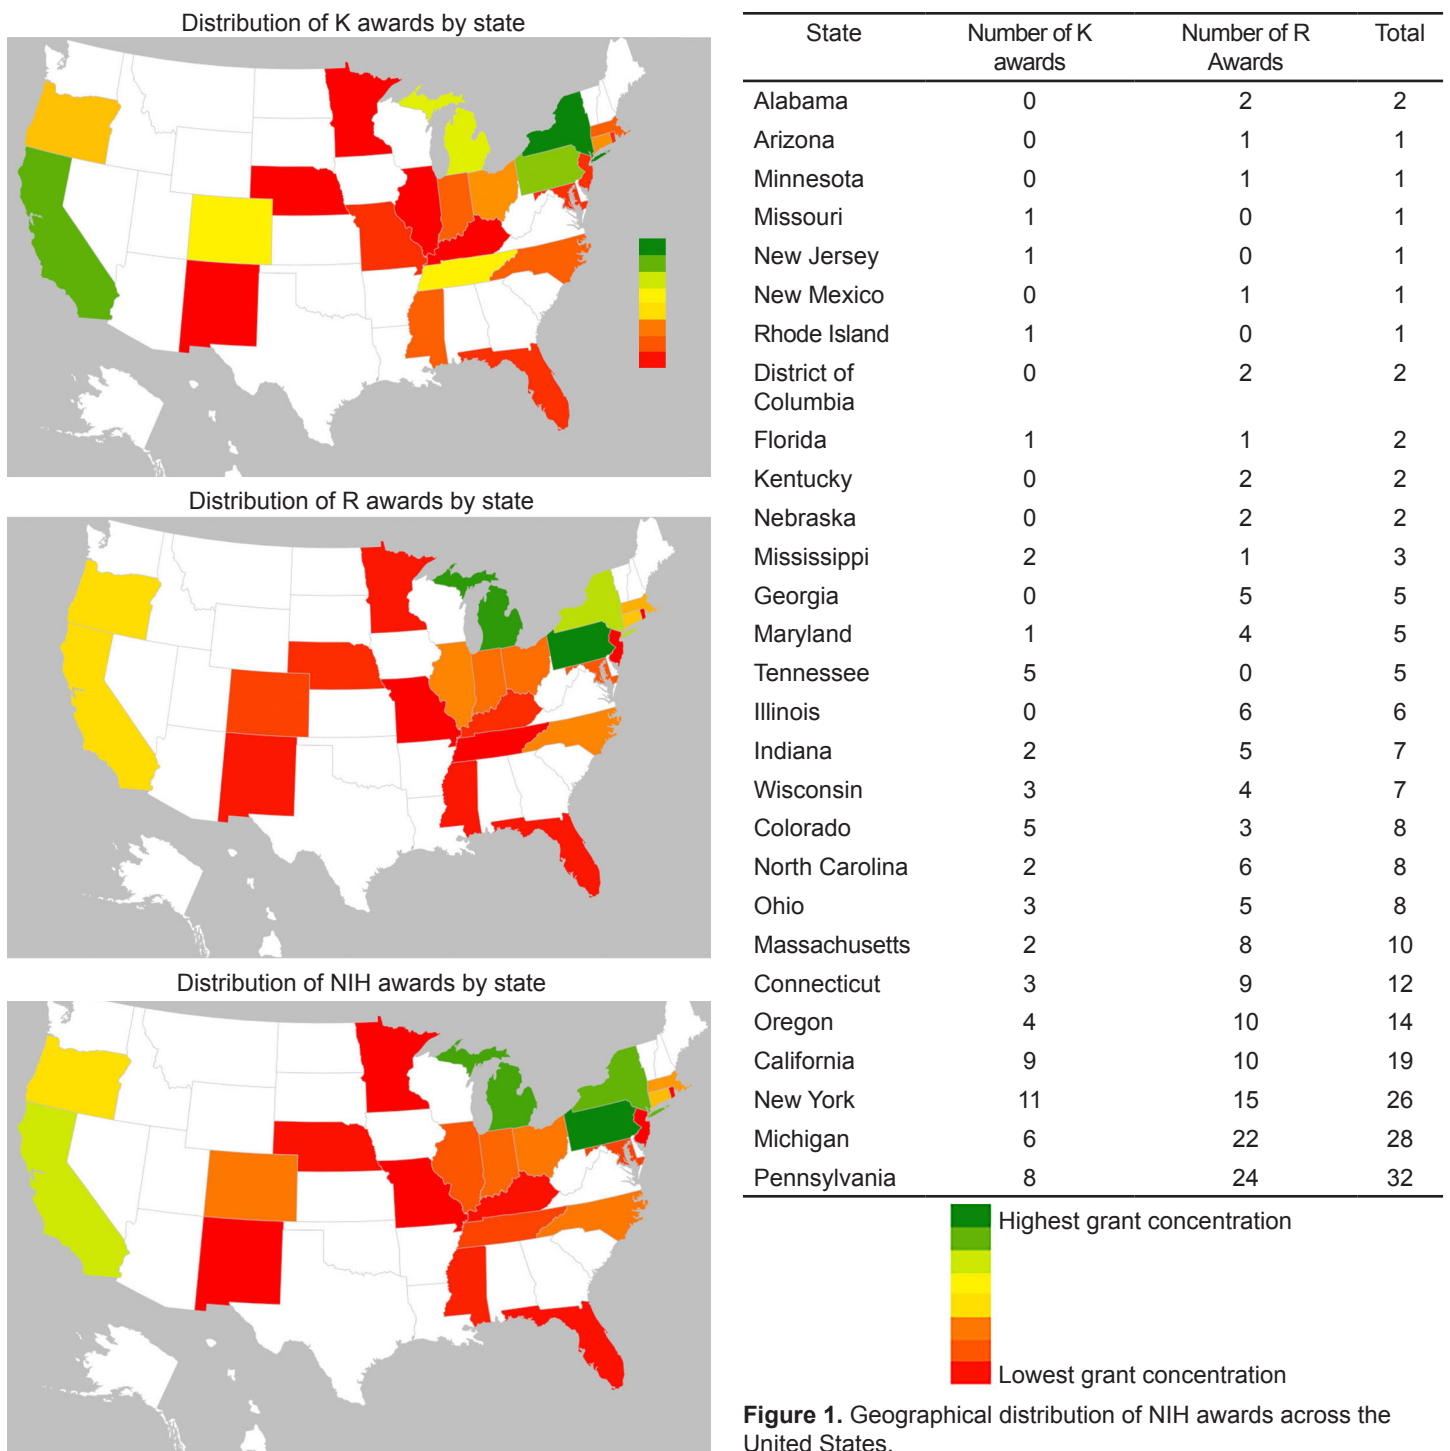 Distribution of K awards by state
Distribution of R awards by state
Distribution of NIH awards by state
State Number of K awards Number of R Awards Total
Alabama 0 2 2
Arizona 0 1 1
Minnesota 0 1 1
Missouri 1 0 1
New Jersey 1 0 1
New Mexico 0 1 1
Rhode Island 1 0 1
District of Columbia 0 2 2
Florida 1 1 2
Kentucky 0 2 2
Nebraska 0 2 2
Mississippi 2 1 3
Georgia 0 5 5
Maryland 1 4 5
Tennessee 5 0 5
Illinois 0 6 6
Indiana 2 5 7
Wisconsin 3 4 7
Colorado 5 3 8
North Carolina 2 6 8
Ohio 3 5 8
Massachusetts 2 8 10
Connecticut 3 9 12
Oregon 4 10 14
California 9 10 19
New York 11 15 26
Michigan 6 22 28
Pennsylvania 8 24 32
Highest grant concentration
Lowest grant concentration
Figure 1. Geographical distribution of NIH awards across the
United States.